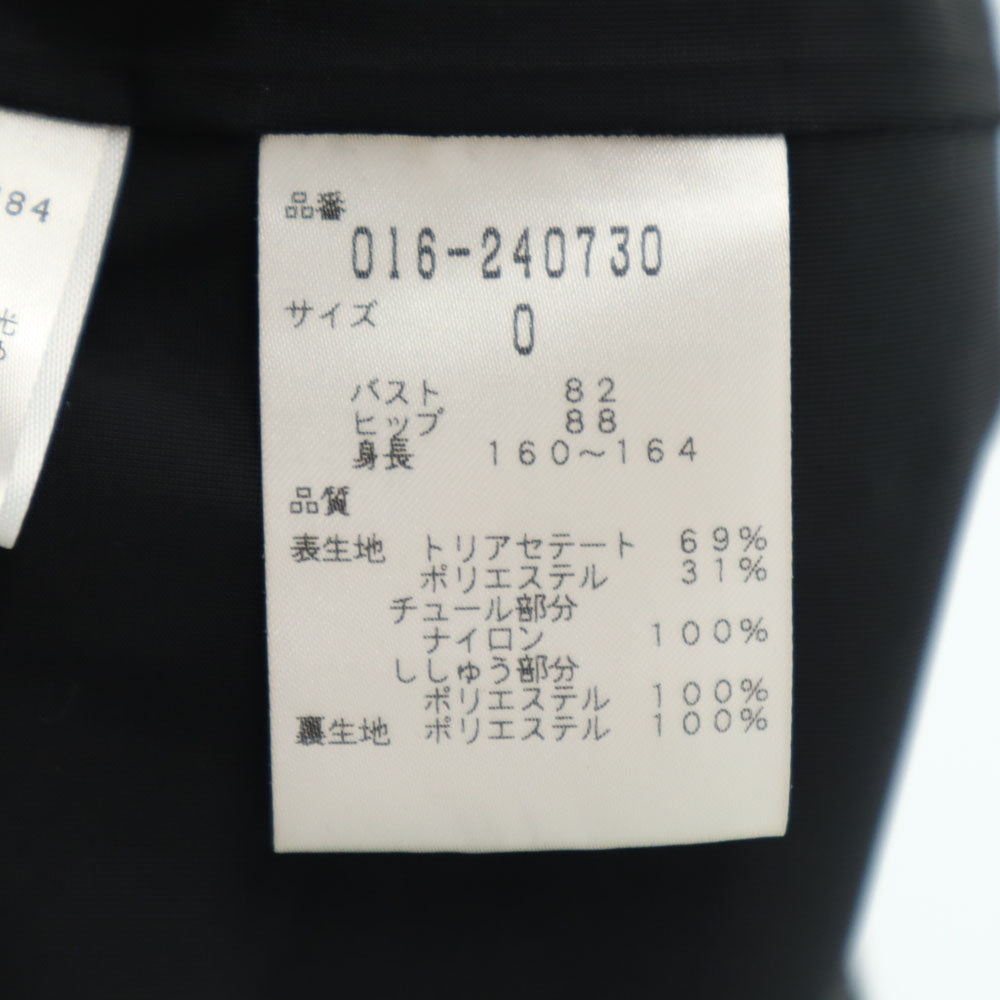 84
光
品番
016-240730
サイズ 0
バスト 82
ヒップ 88
身長 160～164
品質
表生地 トリアセテート 69%
ポリエステル 31%
チュール部分
ナイロン 100%
ししゅう部分
ポリエステル 100%
裏生地 ポリエステル 100%